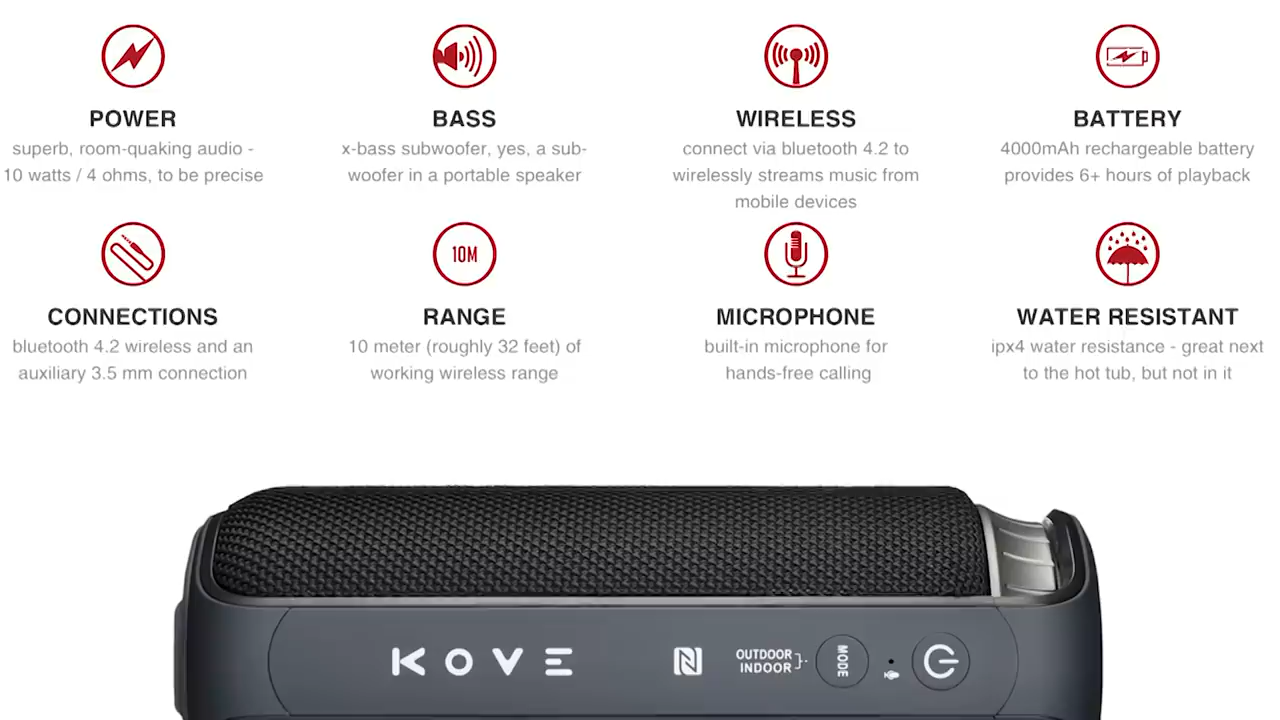 POWER
superb, room-quaking audio -
10 watts / 4 ohms, to be precise
BASS
x-bass subwoofer, yes, a sub-
woofer in a portable speaker
WIRELESS
connect via bluetooth 4.2 to
wirelessly streams music from
mobile devices
BATTERY
4000mAh rechargeable battery
provides 6+ hours of playback
CONNECTIONS
bluetooth 4.2 wireless and an
auxiliary 3.5 mm connection
10M
RANGE
10 meter (roughly 32 feet) of
working wireless range
MICROPHONE
built-in microphone for
hands-free calling
WATER RESISTANT
ipx4 water resistance - great next
to the hot tub, but not in it
KOVE
OUTDOOR
INDOOR
MODE